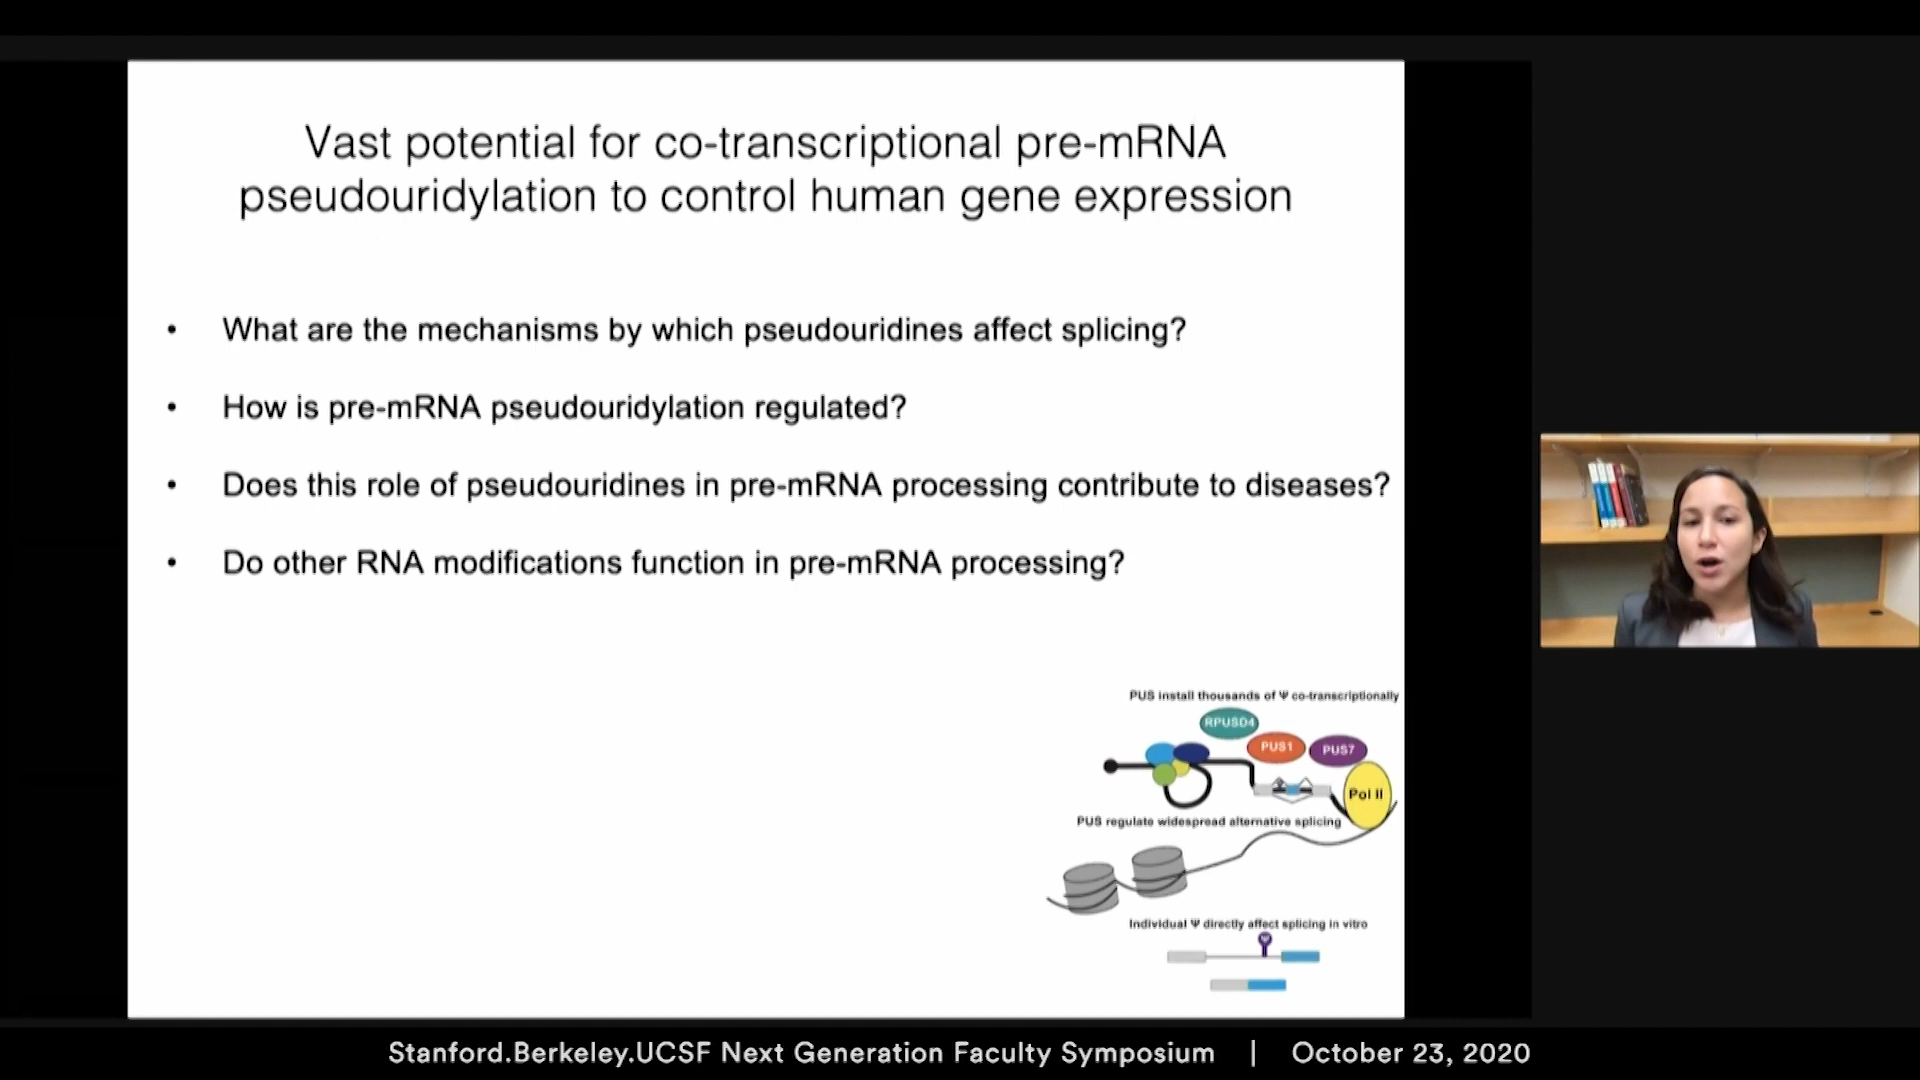 Vast potential for co-transcriptional pre-mRNA
pseudouridylation to control human gene expression
• What are the mechanisms by which pseudouridines affect splicing?
• How is pre-mRNA pseudouridylation regulated?
• Does this role of pseudouridines in pre-mRNA processing contribute to diseases?
• Do other RNA modifications function in pre-mRNA processing?
PUS install thousands of Ψ co-transcriptionally
RPUSD4
PUS1
PUS7
Pol II
PUS regulate widespread alternative splicing
Individual Ψ directly affect splicing in vitro
Ψ
Stanford.Berkeley.UCSF Next Generation Faculty Symposium | October 23, 2020